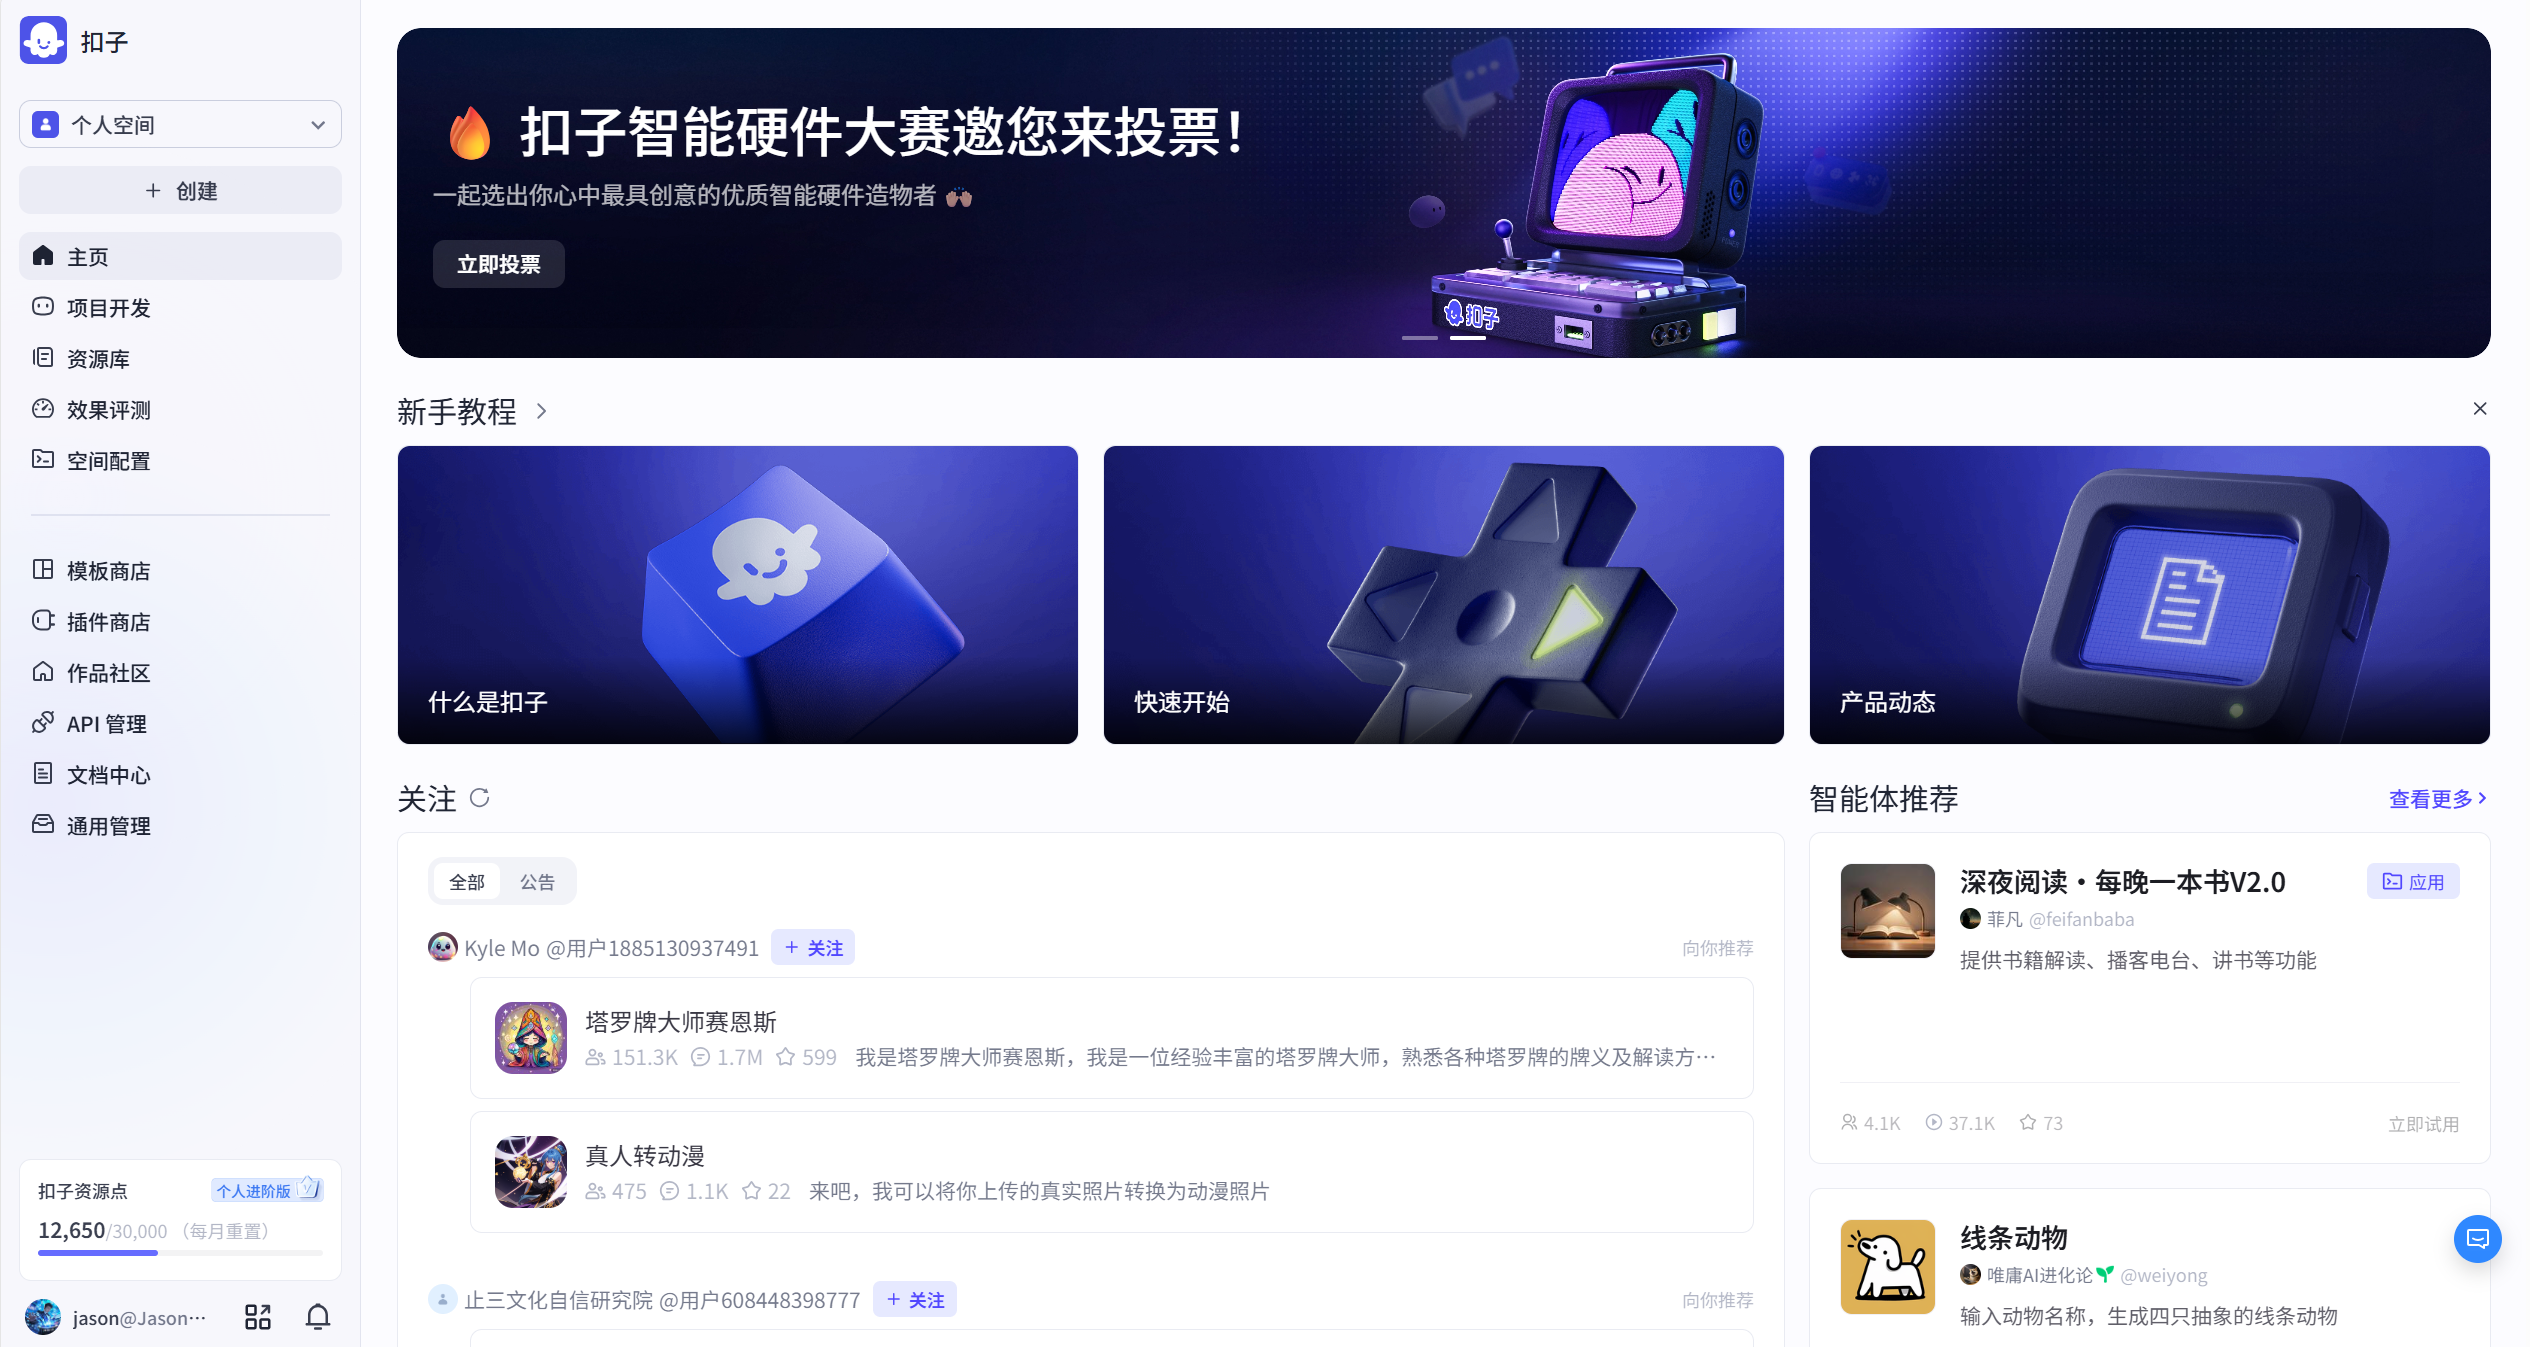 扣子
个人空间
创建
主页
项目开发
资源库
效果评测
空间配置
模板商店
插件商店
作品社区
API 管理
文档中心
通用管理
扣子资源点
个人进阶版
12,650/30,000 （每月重置）
jason@Jason···
扣子智能硬件大赛邀您来投票！
一起选出你心中最具创意的优质智能硬件造物者
立即投票
扣子
新手教程
什么是扣子
快速开始
产品动态
关注
全部
公告
Kyle Mo @用户1885130937491
+ 关注
向你推荐
塔罗牌大师赛恩斯
151.3K 1.7M 599 我是塔罗牌大师赛恩斯，我是一位经验丰富的塔罗牌大师，熟悉各种塔罗牌的牌义及解读方···
真人转动漫
475 1.1K 22 来吧，我可以将你上传的真实照片转换为动漫照片
止三文化自信研究院 @用户608448398777
+ 关注
向你推荐
智能体推荐
查看更多
深夜阅读·每晚一本书V2.0
应用
菲凡 @feifanbaba
提供书籍解读、播客电台、讲书等功能
4.1K 37.1K 73
立即试用
线条动物
唯庸AI进化论 @weiyong
输入动物名称，生成四只抽象的线条动物